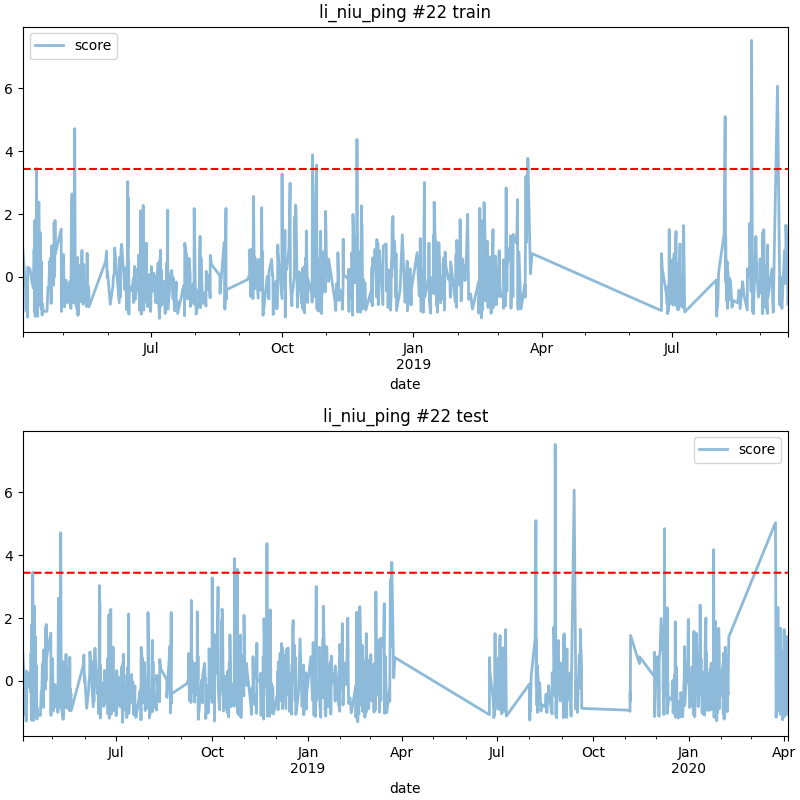 li_niu_ping #22 train
score
6
4
2
0
Jul Oct Jan Apr Jul
2019
date
li_niu_ping #22 test
score
6
4
2
0
Jul Oct Jan Apr Jul Oct Jan Apr
2019 2020
date